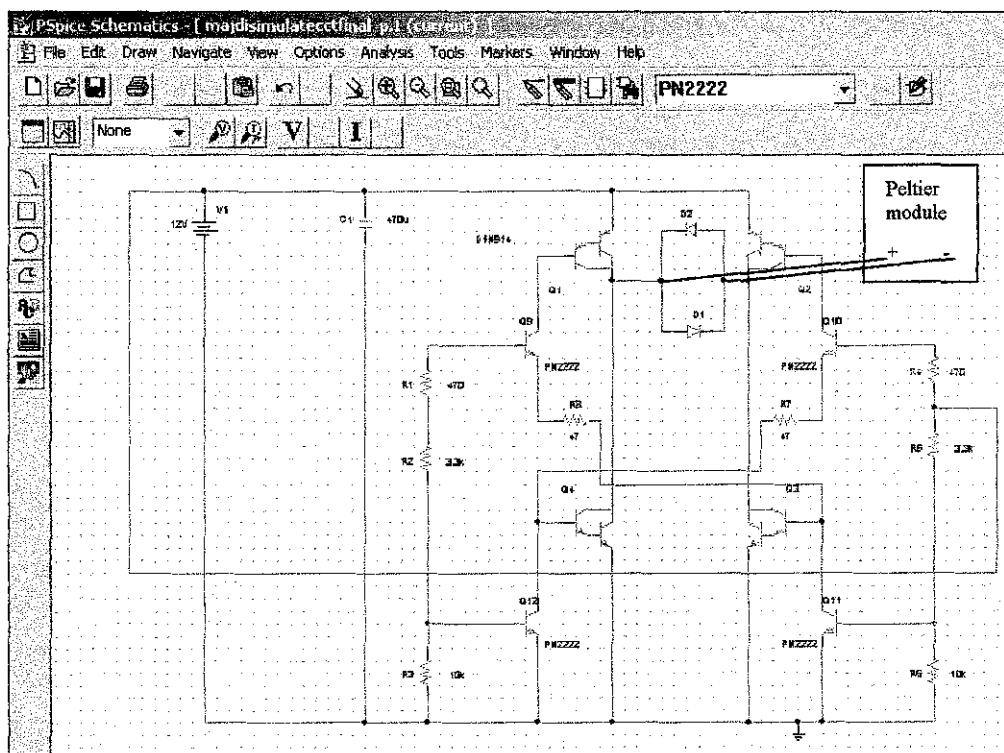 PSpice Schematics - [ majdisimulatecctfinal p.1 (current) ]
File Edit Draw Navigate View Options Analysis Tools Markers Window Help
PN2222
None
V
I
Peltier
module
+
-
V1
12V
C1
470u
D1N914
D2
Q1
Q2
D1
Q9
Q10
PN2222
PN2222
R1
470
470
R8
47
R7
47
R2
3.3k
R5
3.3k
Q4
Q3
Q12
Q11
PN2222
PN2222
R3
10k
R6
10k